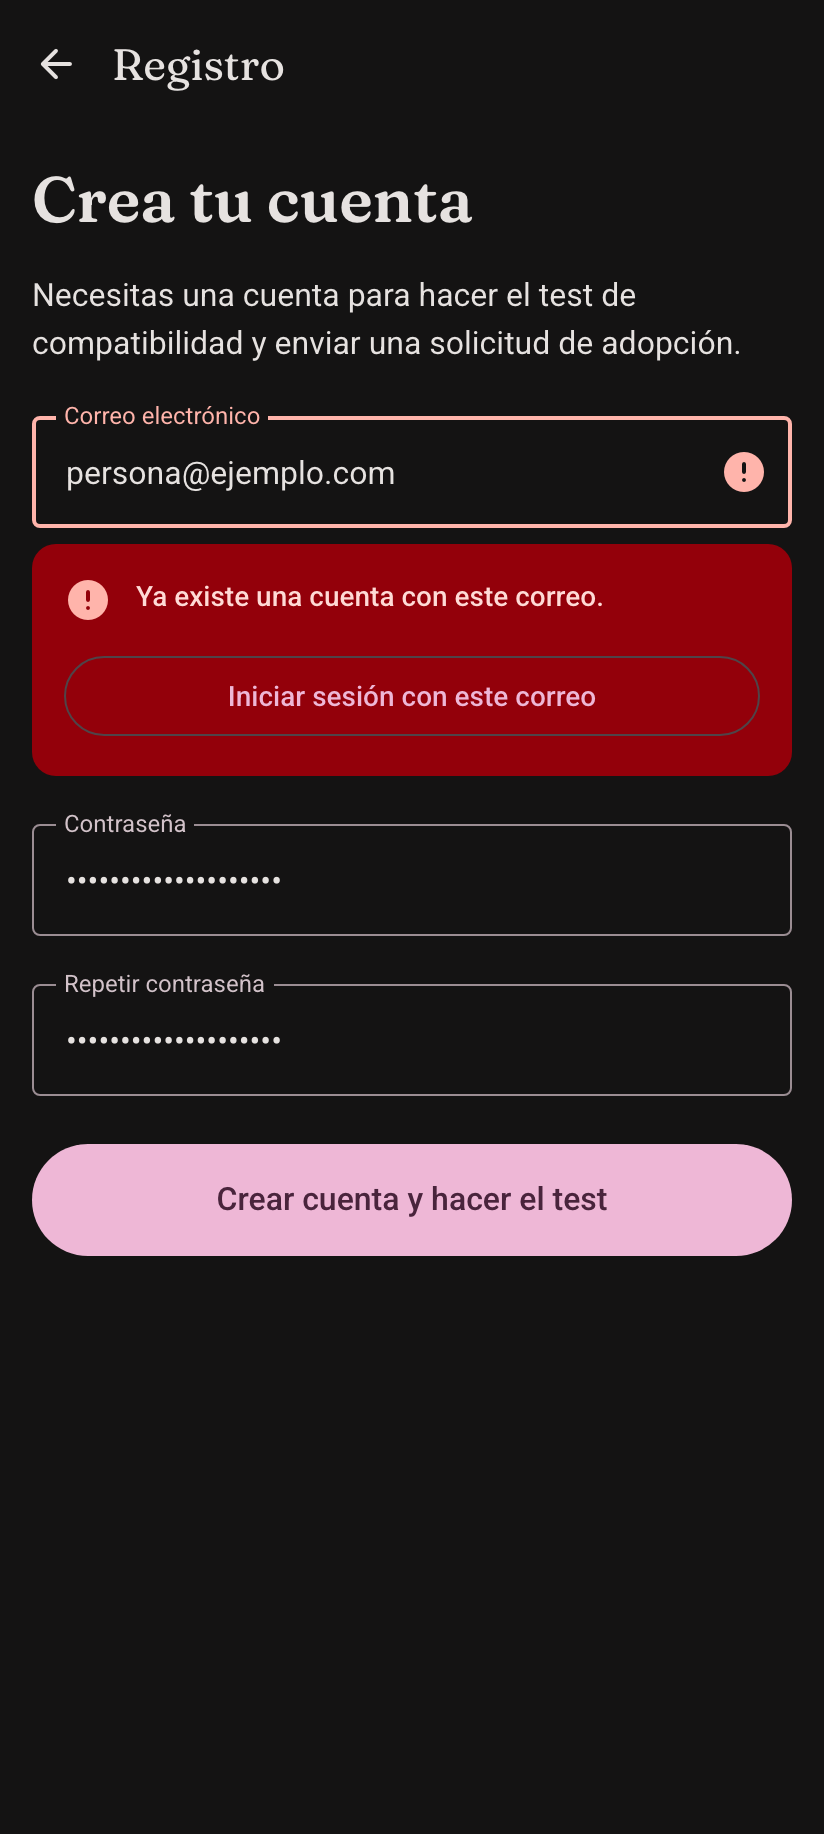 Registro
Crea tu cuenta
Necesitas una cuenta para hacer el test de
compatibilidad y enviar una solicitud de adopción.
Correo electrónico
persona@ejemplo.com
Ya existe una cuenta con este correo.
Iniciar sesión con este correo
Contraseña
••••••••••••••••••••
Repetir contraseña
••••••••••••••••••••
Crear cuenta y hacer el test